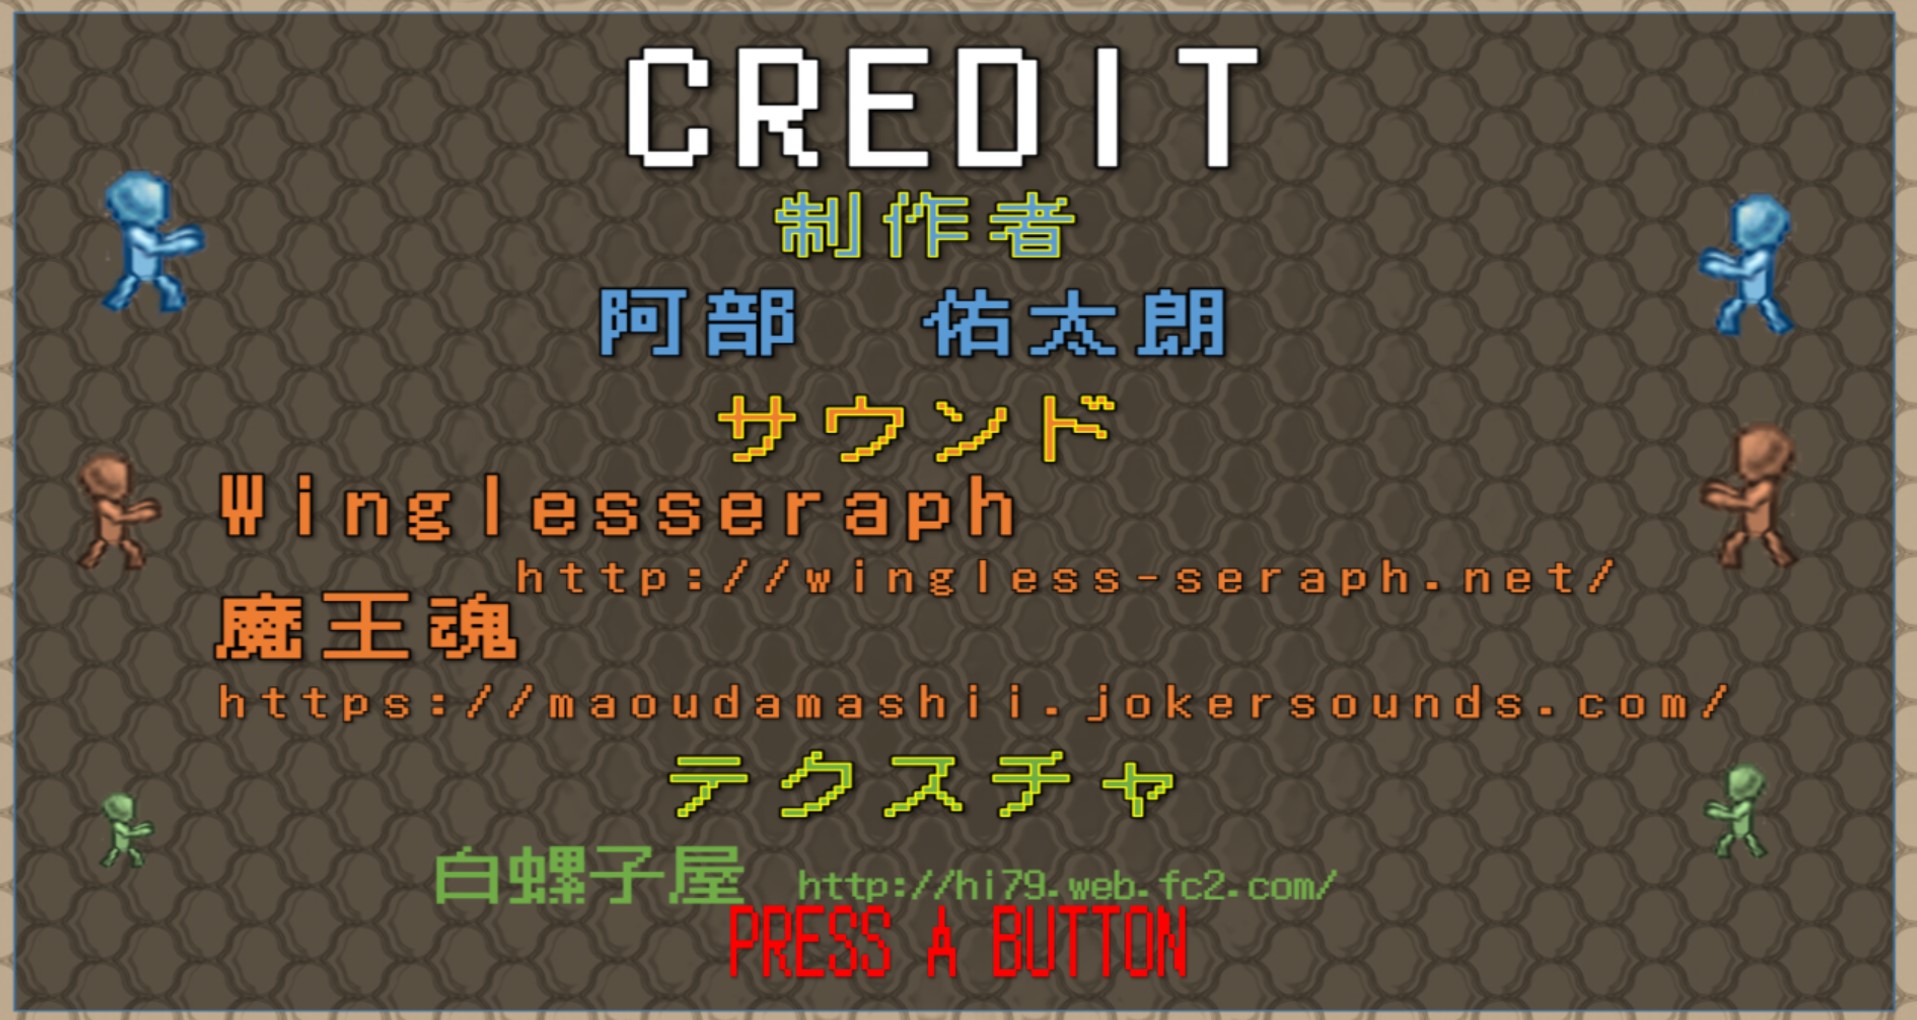 CREDIT
制作者
阿部　佑太朗
サウンド
Winglesseraph
http://wingless-seraph.net/
魔王魂
https://maoudamashii.jokersounds.com/
テクスチャ
白螺子屋　http://hi79.web.fc2.com/
PRESS A BUTTON